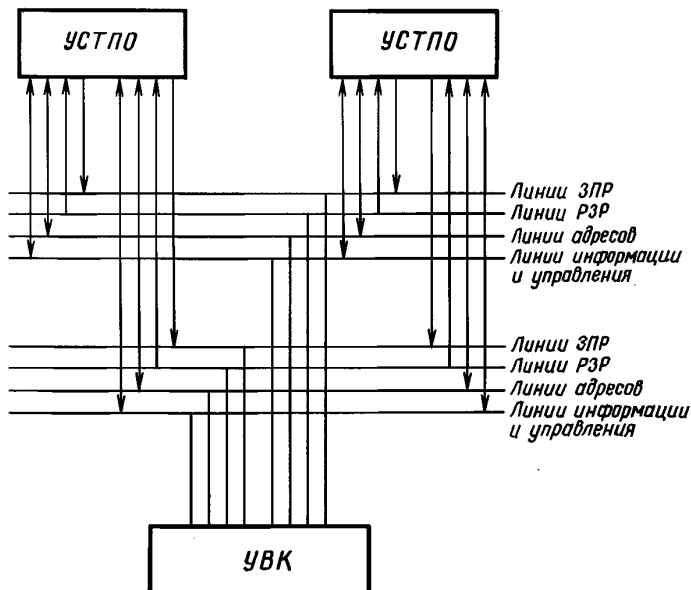 УСТПО
УСТПО
Линии ЗПР
Линии РЗР
Линии адресов
Линии информации
и управления
Линии ЗПР
Линии РЗР
Линии адресов
Линии информации
и управления
УВК